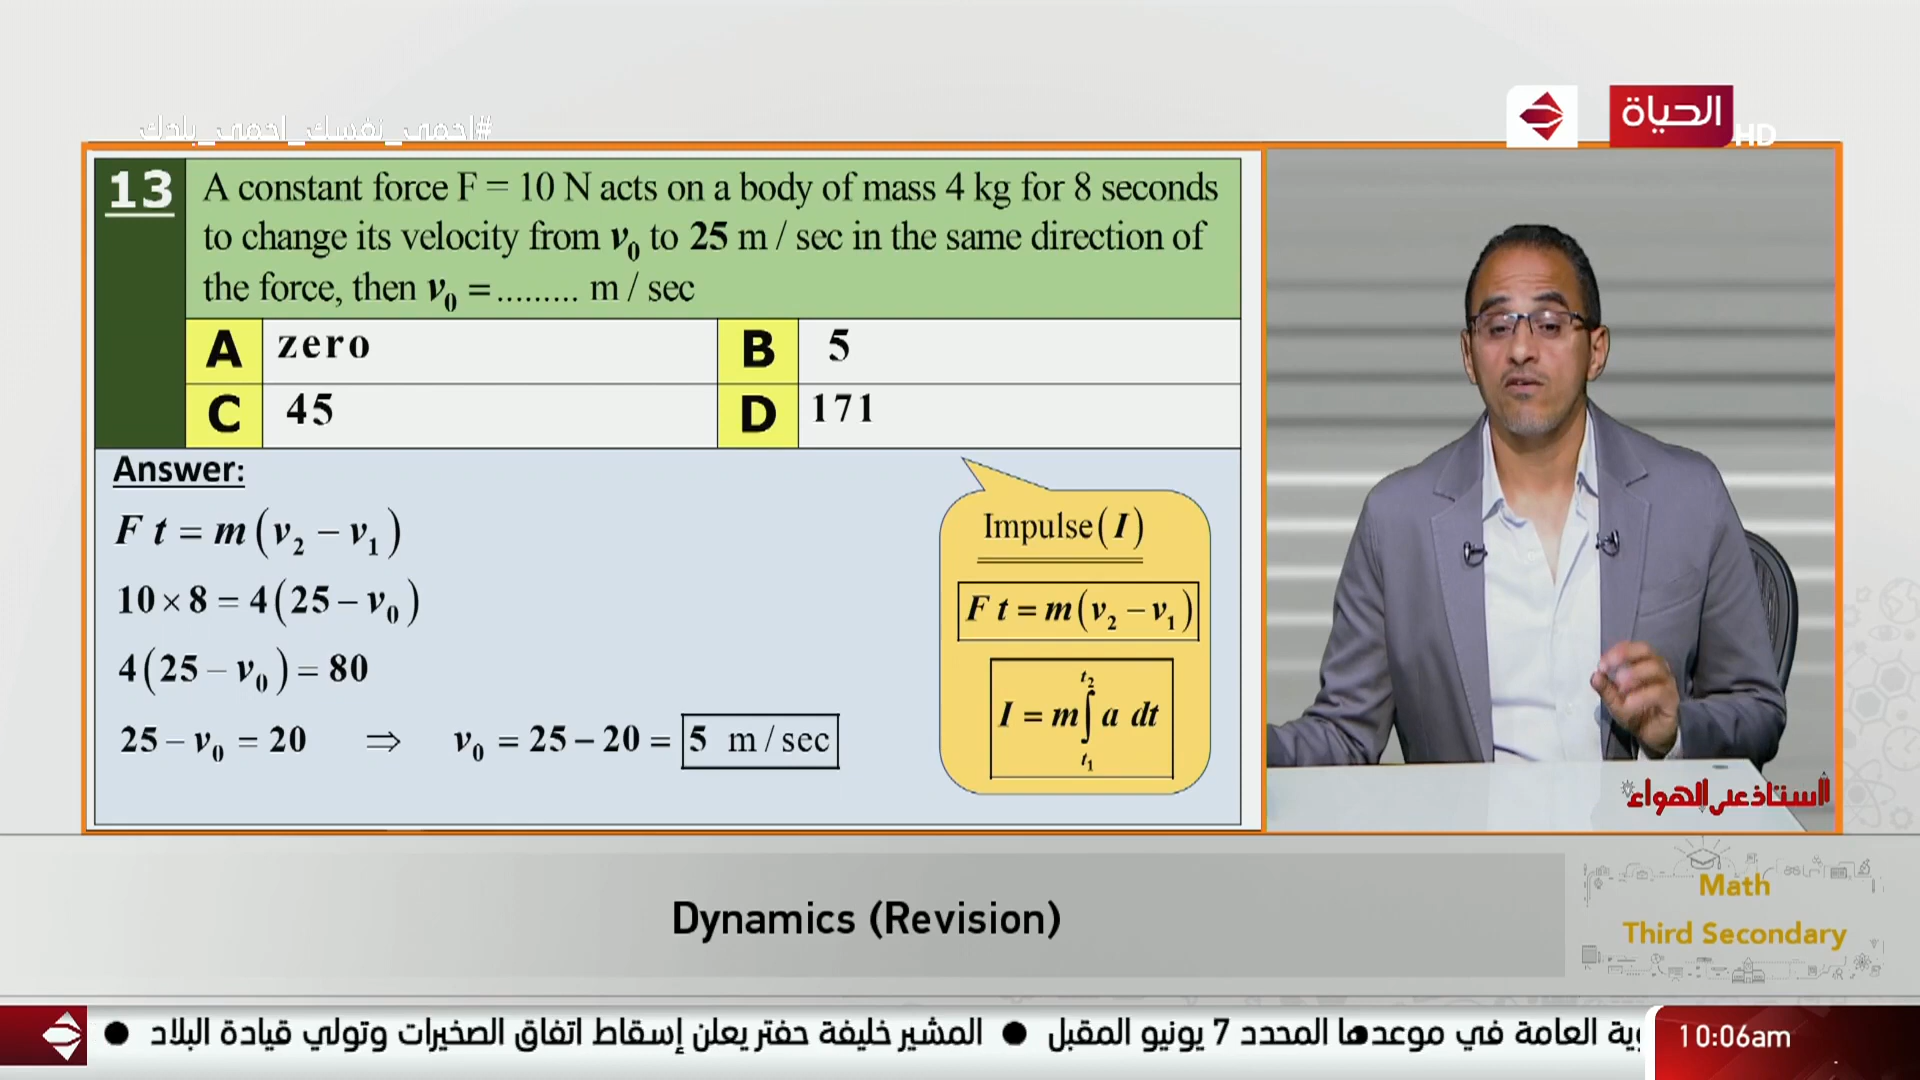 #احمي_نفسك_احمي_بلدك
الحياة
HD
13
A constant force F = 10 N acts on a body of mass 4 kg for 8 seconds
to change its velocity from v₀ to 25 m / sec in the same direction of
the force, then v₀ = ......... m / sec
A zero B 5
C 45 D 171
Answer:
F t = m (v₂ − v₁)
10 × 8 = 4 (25 − v₀)
4 (25 − v₀) = 80
25 − v₀ = 20 ⇒ v₀ = 25 − 20 = 5 m / sec
Impulse (I)
F t = m (v₂ − v₁)
I = m ∫ₜ₁ᵗ² a dt
أستاذ على الهواء
Dynamics (Revision)
Math
Third Secondary
وية العامة في موعدها المحدد 7 يونيو المقبل ● المشير خليفة حفتر يعلن إسقاط اتفاق الصخيرات وتولي قيادة البلاد ●
10:06am